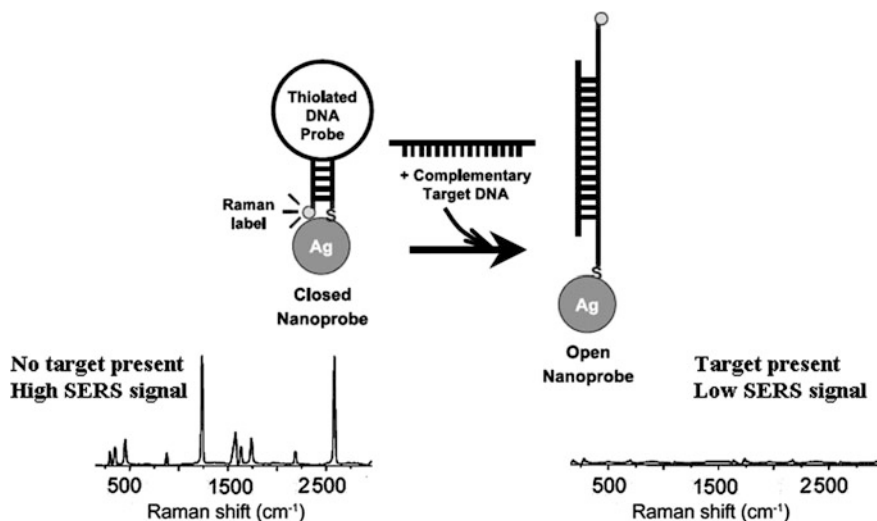 Thiolated
DNA
Probe
+ Complementary
Target DNA
Raman
label
S
Ag
Closed
Nanoprobe
S
Ag
Open
Nanoprobe
No target present
High SERS signal
Target present
Low SERS signal
500 1500 2500
Raman shift (cm⁻¹)
500 1500 2500
Raman shift (cm⁻¹)